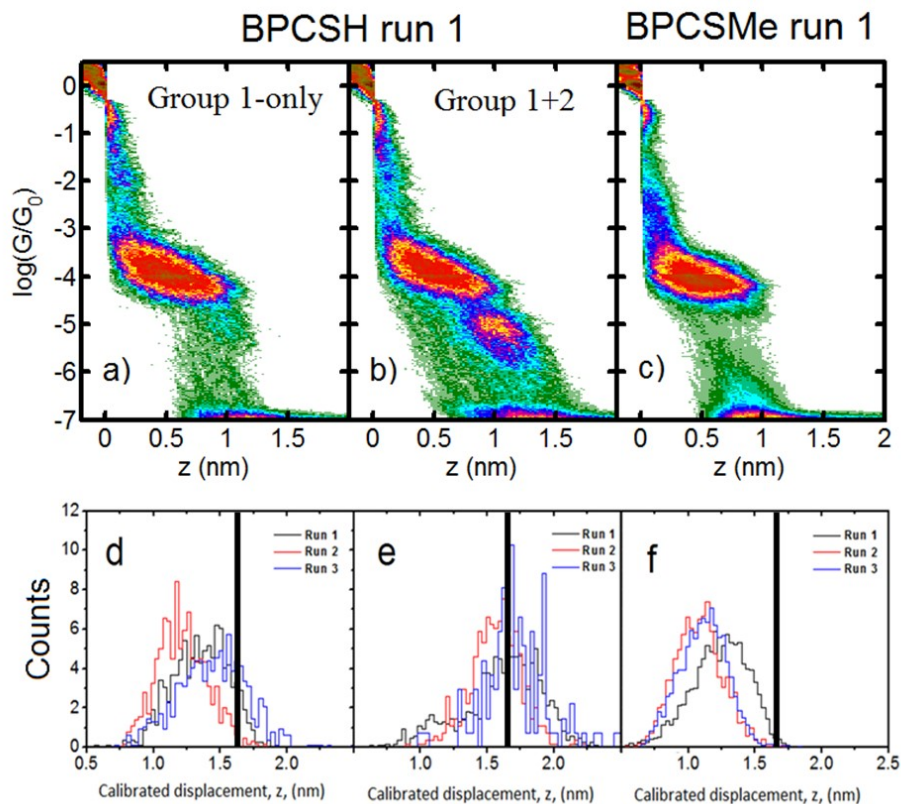 BPCSH run 1
BPCSMe run 1
Group 1-only
Group 1+2
log(G/G0)
0
-1
-2
-3
-4
-5
-6
-7
a)
b)
c)
0 0.5 1 1.5
0 0.5 1 1.5
0 0.5 1 1.5 2
z (nm)
z (nm)
z (nm)
Counts
12
10
8
6
4
2
0
d
Run 1
Run 2
Run 3
e
Run 1
Run 2
Run 3
f
Run 1
Run 2
Run 3
0.5 1.0 1.5 2.0
1.0 1.5 2.0
1.0 1.5 2.0 2.5
Calibrated displacement, z, (nm)
Calibrated displacement, z, (nm)
Calibrated displacement, z, (nm)